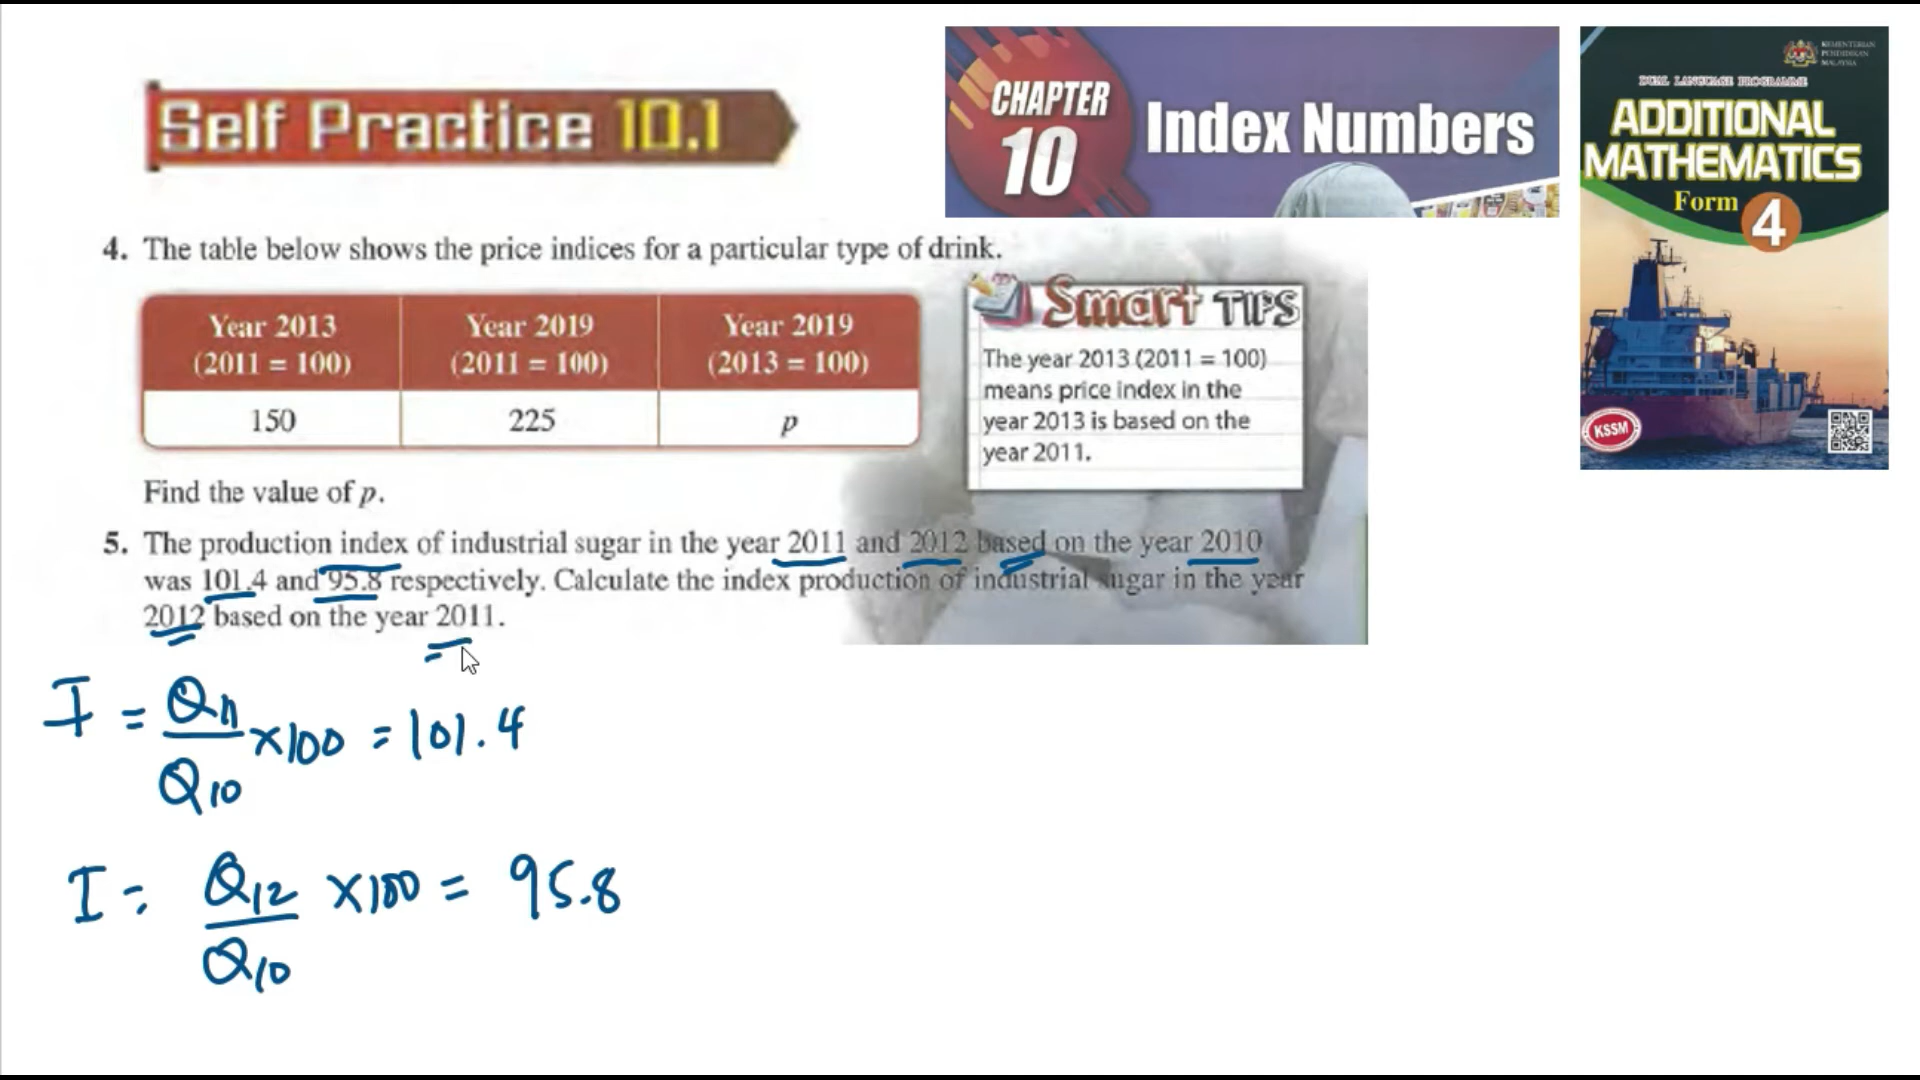 Self Practice 10.1
CHAPTER
10
Index Numbers
KEMENTERIAN
PENDIDIKAN
MALAYSIA
DUAL LANGUAGE PROGRAMME
ADDITIONAL
MATHEMATICS
Form 4
KSSM
4. The table below shows the price indices for a particular type of drink.
Year 2013 Year 2019 Year 2019
(2011 = 100) (2011 = 100) (2013 = 100)
150 225 p
Smart TIPS
The year 2013 (2011 = 100)
means price index in the
year 2013 is based on the
year 2011.
Find the value of p.
5. The production index of industrial sugar in the year 2011 and 2012 based on the year 2010
was 101.4 and 95.8 respectively. Calculate the index production of industrial sugar in the year
2012 based on the year 2011.
I = Q11/Q10 ×100 = 101.4
I = Q12/Q10 ×100 = 95.8